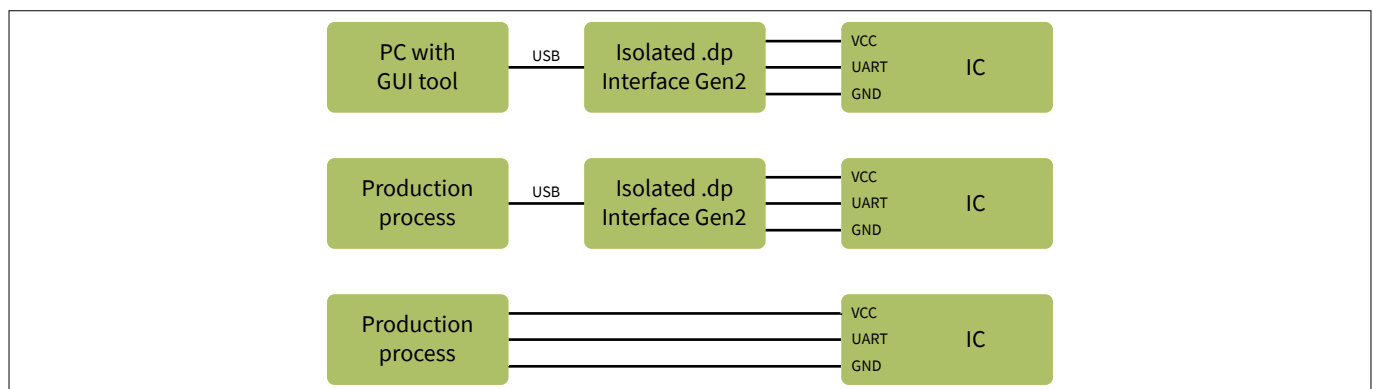 PC with
GUI tool
USB
Isolated .dp
Interface Gen2
VCC
UART
GND
IC
Production
process
USB
Isolated .dp
Interface Gen2
VCC
UART
GND
IC
Production
process
VCC
UART
GND
IC